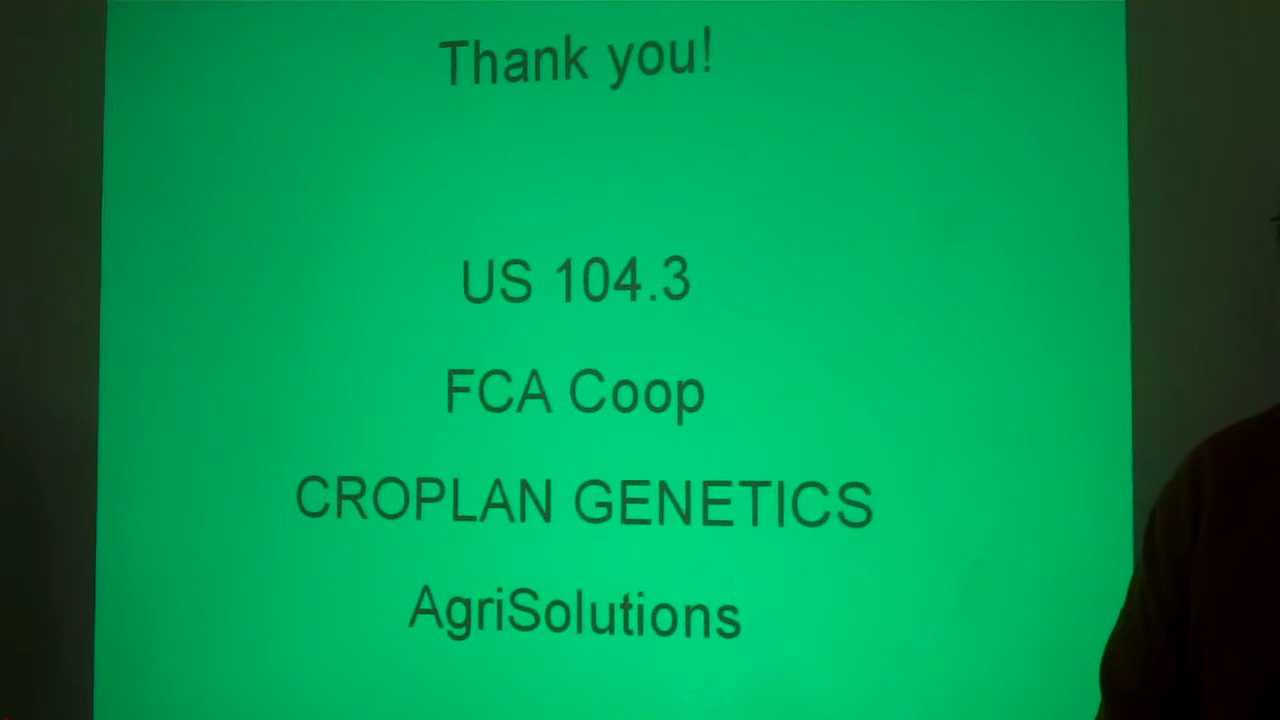 Thank you!
US 104.3
FCA Coop
CROPLAN GENETICS
AgriSolutions